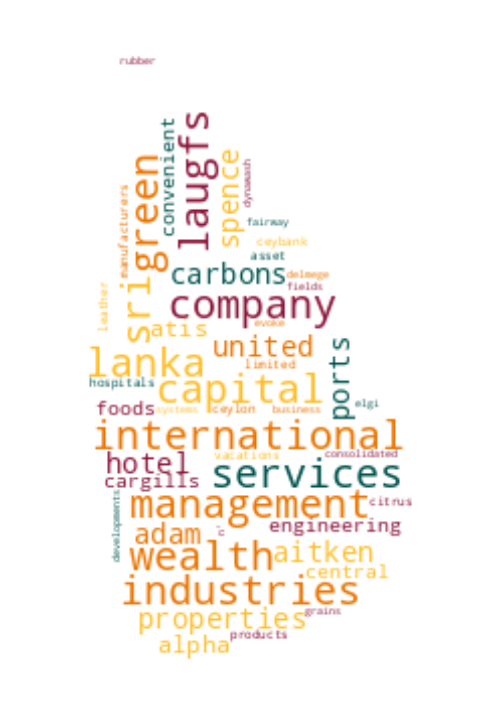 rubber
laugfs
convenient
green
spence
dynawash
manufacturers
fairway
ceybank
asset
carbons
delmege
fields
sri
leather
company
evoke
atis
united
limited
ports
lanka
hospitals
capital
elgi
foods
systems
ceylon
business
international
hotel
vacations
consolidated
cargills
services
management
citrus
developments
adam
'c
engineering
wealth
aitken
central
industries
properties
grains
products
alpha